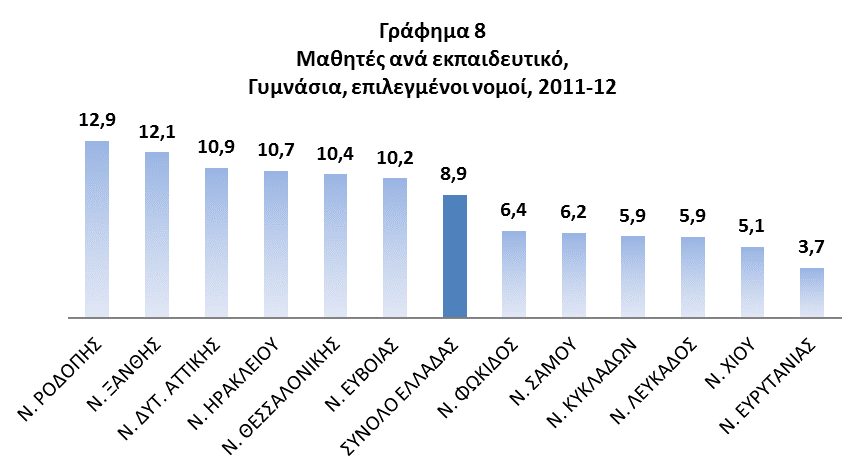 Γράφημα 8
Μαθητές ανά εκπαιδευτικό,
Γυμνάσια, επιλεγμένοι νομοί, 2011-12
12,9
12,1
10,9
10,7
10,4
10,2
8,9
6,4
6,2
5,9
5,9
5,1
3,7
Ν. ΡΟΔΟΠΗΣ
Ν. ΞΑΝΘΗΣ
Ν. ΔΥΤ. ΑΤΤΙΚΗΣ
Ν. ΗΡΑΚΛΕΙΟΥ
Ν. ΘΕΣΣΑΛΟΝΙΚΗΣ
Ν. ΕΥΒΟΙΑΣ
ΣΥΝΟΛΟ ΕΛΛΑΔΑΣ
Ν. ΦΩΚΙΔΟΣ
Ν. ΣΑΜΟΥ
Ν. ΚΥΚΛΑΔΩΝ
Ν. ΛΕΥΚΑΔΟΣ
Ν. ΧΙΟΥ
Ν. ΕΥΡΥΤΑΝΙΑΣ